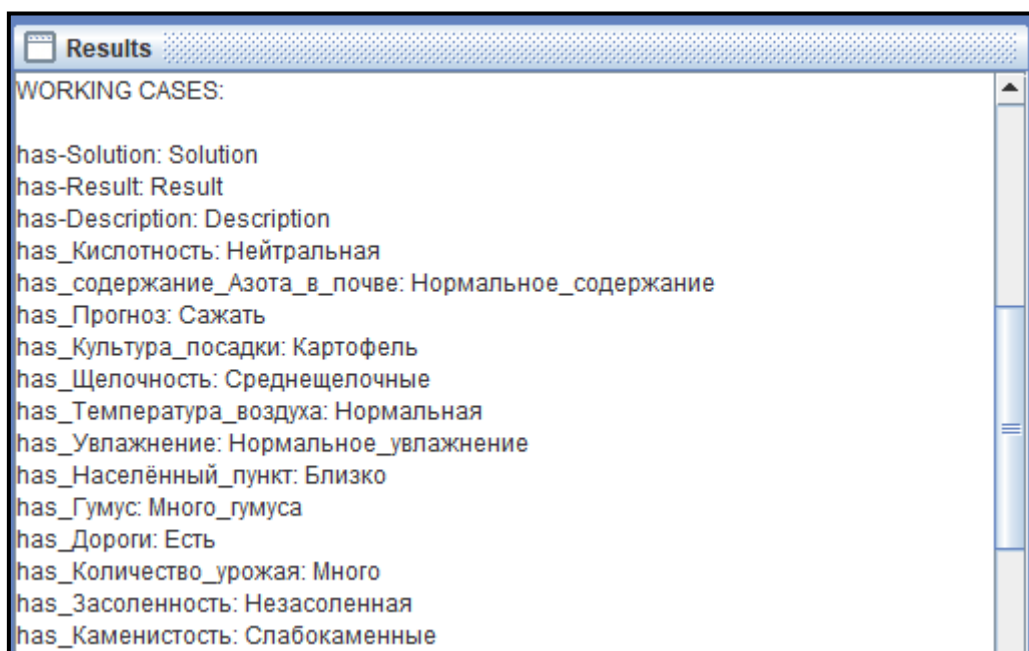 Results
WORKING CASES:
has-Solution: Solution
has-Result: Result
has-Description: Description
has_Кислотность: Нейтральная
has_содержание_Азота_в_почве: Нормальное_содержание
has_Прогноз: Сажать
has_Культура_посадки: Картофель
has_Щелочность: Среднещелочные
has_Температура_воздуха: Нормальная
has_Увлажнение: Нормальное_увлажнение
has_Населённый_пункт: Близко
has_Гумус: Много_гумуса
has_Дороги: Есть
has_Количество_урожая: Много
has_Засоленность: Незасоленная
has_Каменистость: Слабокаменные